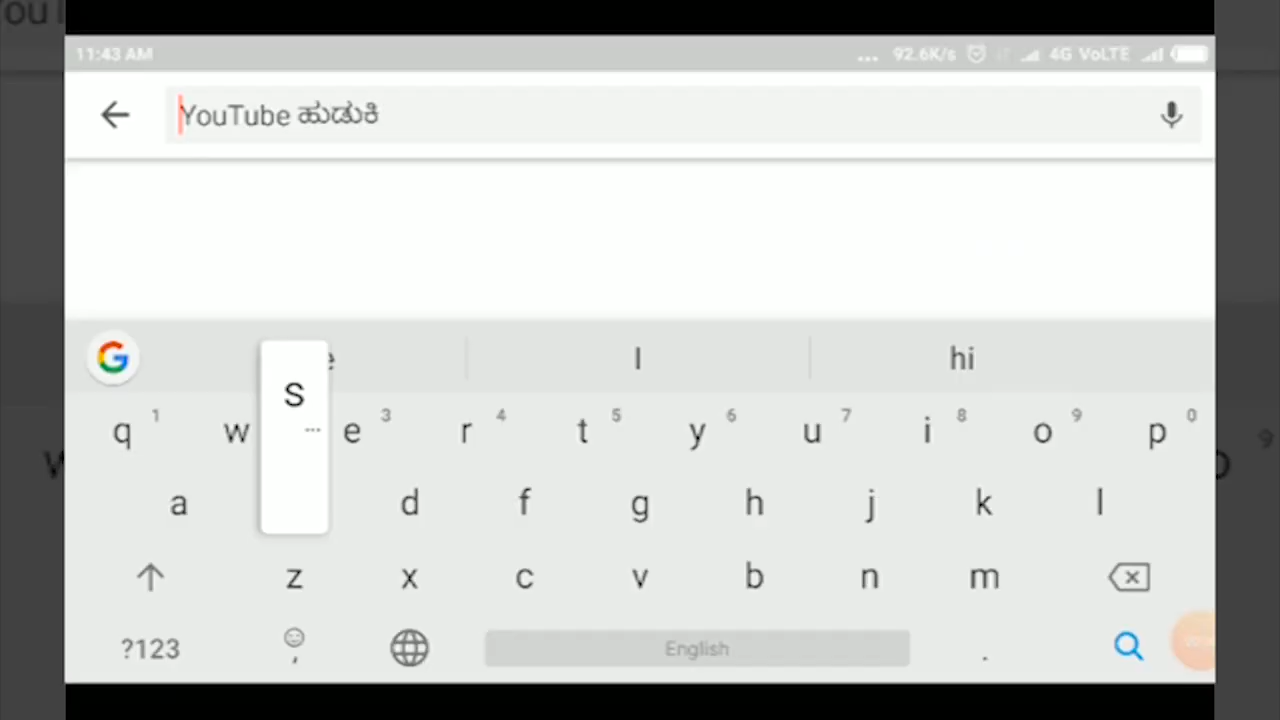 11:43 AM ... 92.6K/s 4G VoLTE
YouTube ಹುಡುಕಿ
I hi
q 1 w e 3 r 4 t 5 y 6 u 7 i 8 o 9 p 0
S
a d f g h j k l
z x c v b n m
?123 , English .